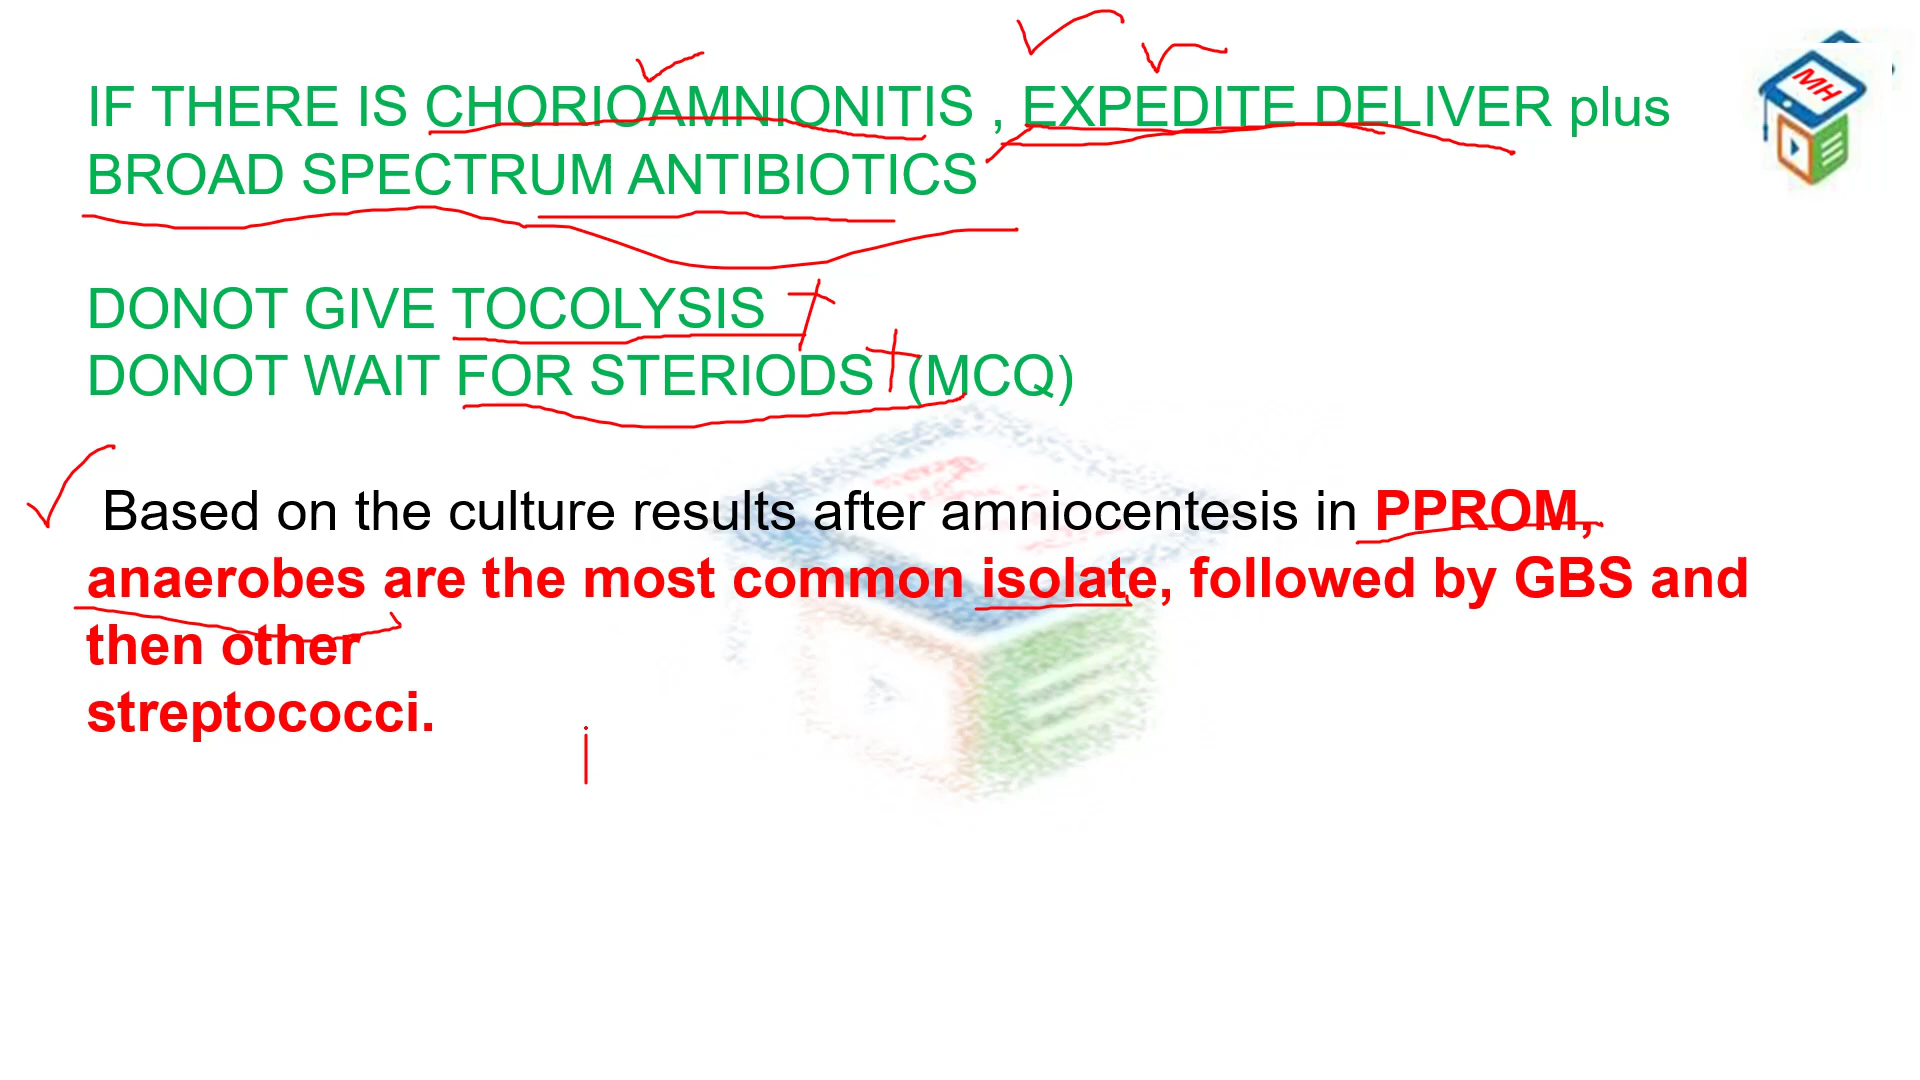 IF THERE IS CHORIOAMNIONITIS , EXPEDITE DELIVER plus
BROAD SPECTRUM ANTIBIOTICS
DONOT GIVE TOCOLYSIS
DONOT WAIT FOR STERIODS (MCQ)
Based on the culture results after amniocentesis in PPROM,
anaerobes are the most common isolate, followed by GBS and
then other
streptococci.
MH